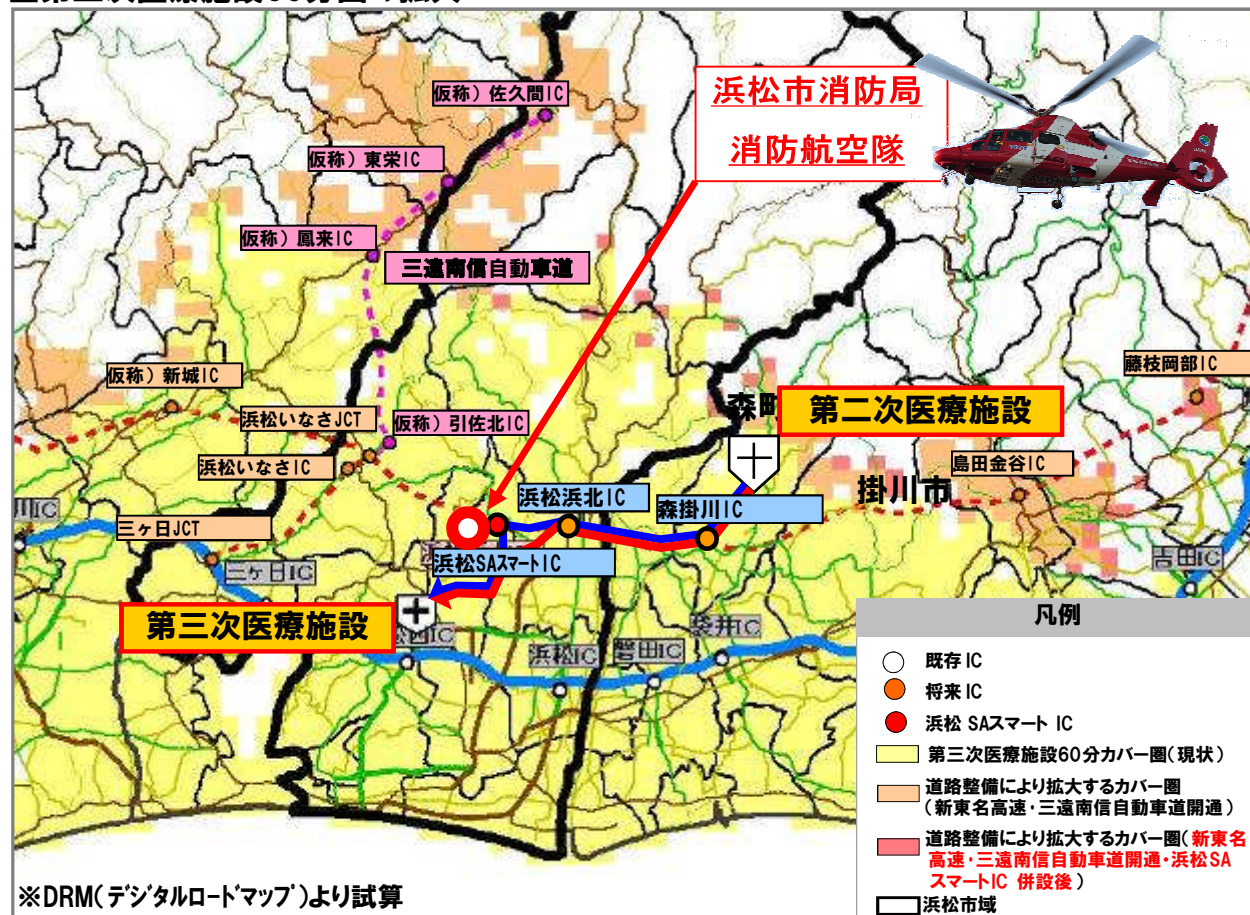 浜松市消防局
消防航空隊
仮称）佐久間IC
仮称）東栄IC
仮称）鳳来IC
三遠南信自動車道
藤枝岡部IC
仮称）新城IC
浜松いなさJCT
仮称）引佐北IC
浜松いなさIC
森町
第二次医療施設
島田金谷IC
掛川市
浜松浜北IC
森掛川IC
川IC
三ヶ日JCT
三ヶ日IC
浜松SAスマートIC
吉田IC
第三次医療施設
袋井IC
浜松IC
磐田IC
凡例
既存IC
将来IC
浜松SAスマートIC
第三次医療施設60分カバー圏(現状)
道路整備により拡大するカバー圏
(新東名高速・三遠南信自動車道開通)
道路整備により拡大するカバー圏(新東名
高速・三遠南信自動車道開通・浜松SA
スマートIC 併設後)
浜松市域
※DRM(デジタルロードマップ)より試算